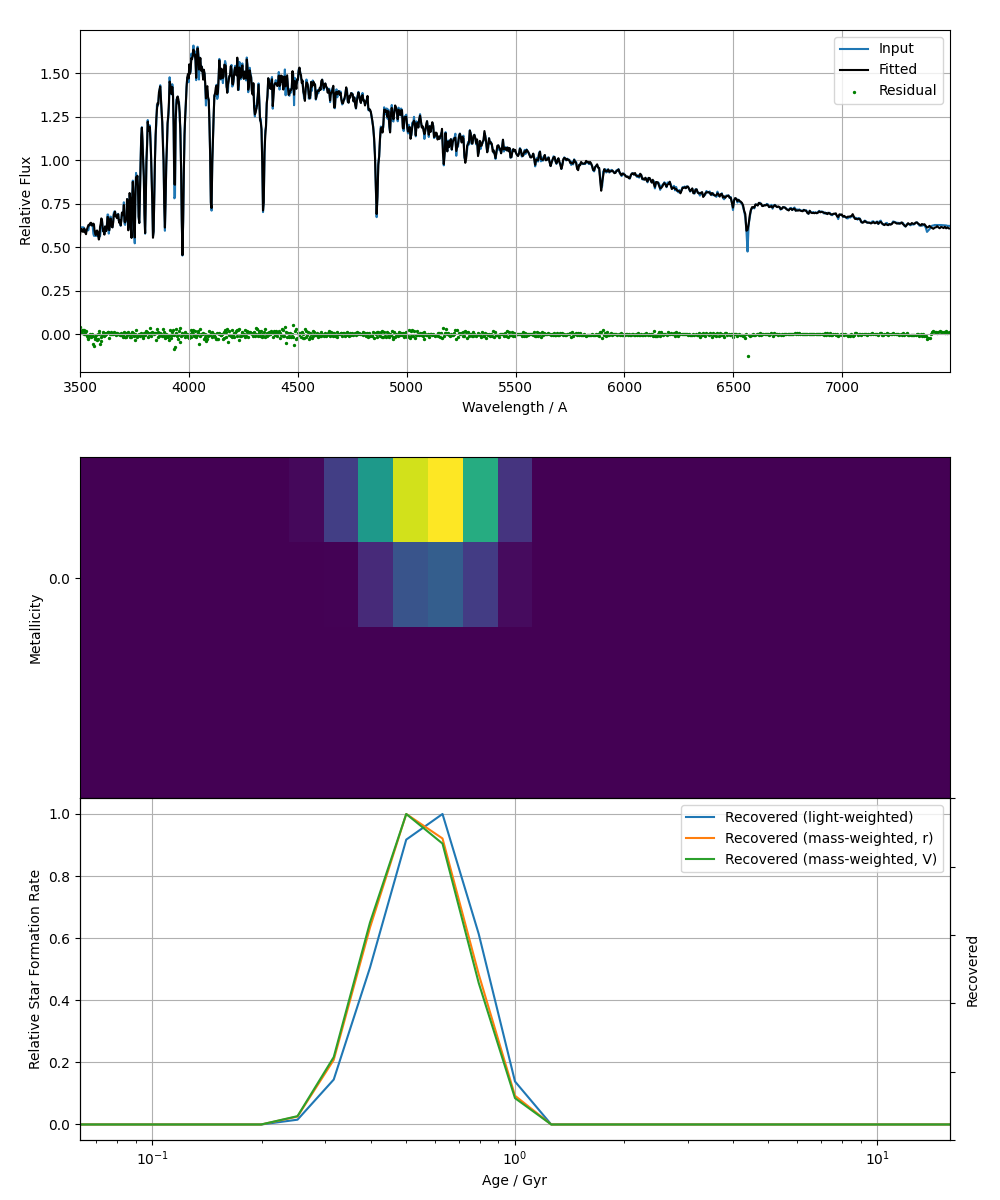 1.50
1.25
1.00
0.75
0.50
0.25
0.00
Relative Flux
Input
Fitted
Residual
3500 4000 4500 5000 5500 6000 6500 7000
Wavelength / A
0.0
Metallicity
1.0
0.8
0.6
0.4
0.2
0.0
Relative Star Formation Rate
Recovered (light-weighted)
Recovered (mass-weighted, r)
Recovered (mass-weighted, V)
Recovered
10⁻¹ 10⁰ 10¹
Age / Gyr